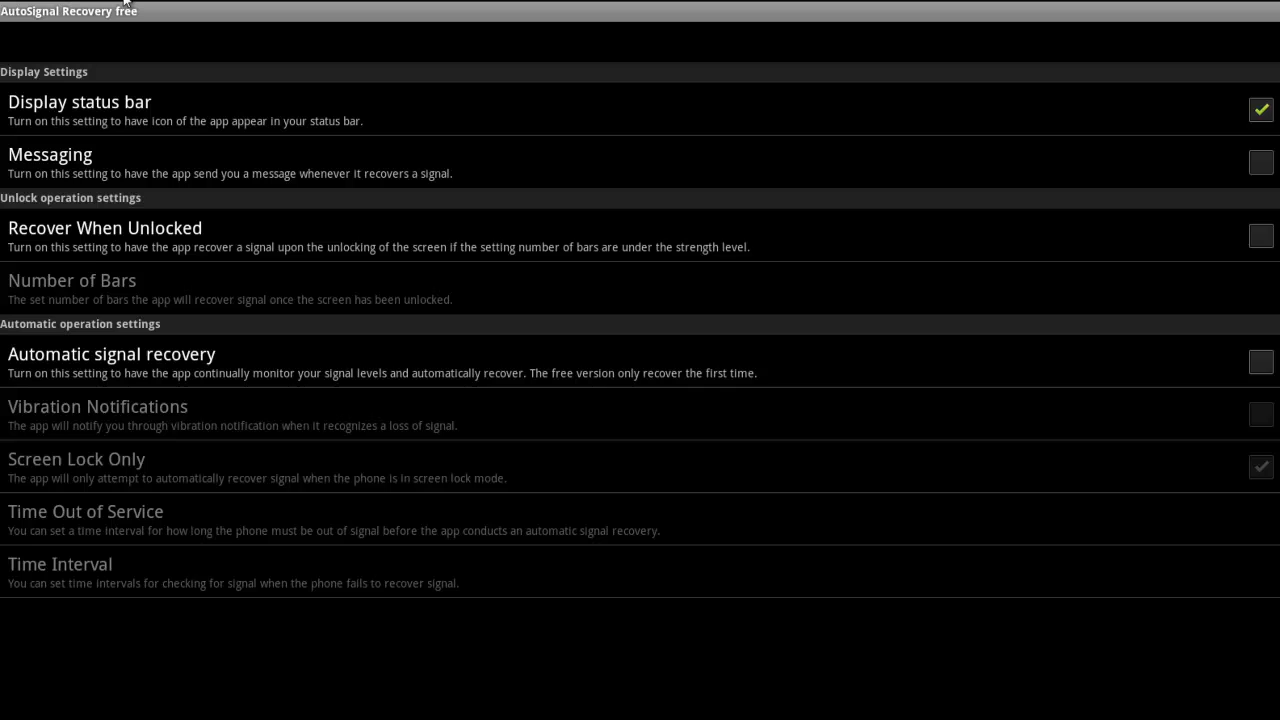 AutoSignal Recovery free
Display Settings
Display status bar
Turn on this setting to have icon of the app appear in your status bar.
Messaging
Turn on this setting to have the app send you a message whenever it recovers a signal.
Unlock operation settings
Recover When Unlocked
Turn on this setting to have the app recover a signal upon the unlocking of the screen if the setting number of bars are under the strength level.
Number of Bars
The set number of bars the app will recover signal once the screen has been unlocked.
Automatic operation settings
Automatic signal recovery
Turn on this setting to have the app continually monitor your signal levels and automatically recover. The free version only recover the first time.
Vibration Notifications
The app will notify you through vibration notification when it recognizes a loss of signal.
Screen Lock Only
The app will only attempt to automatically recover signal when the phone is in screen lock mode.
Time Out of Service
You can set a time interval for how long the phone must be out of signal before the app conducts an automatic signal recovery.
Time Interval
You can set time intervals for checking for signal when the phone fails to recover signal.